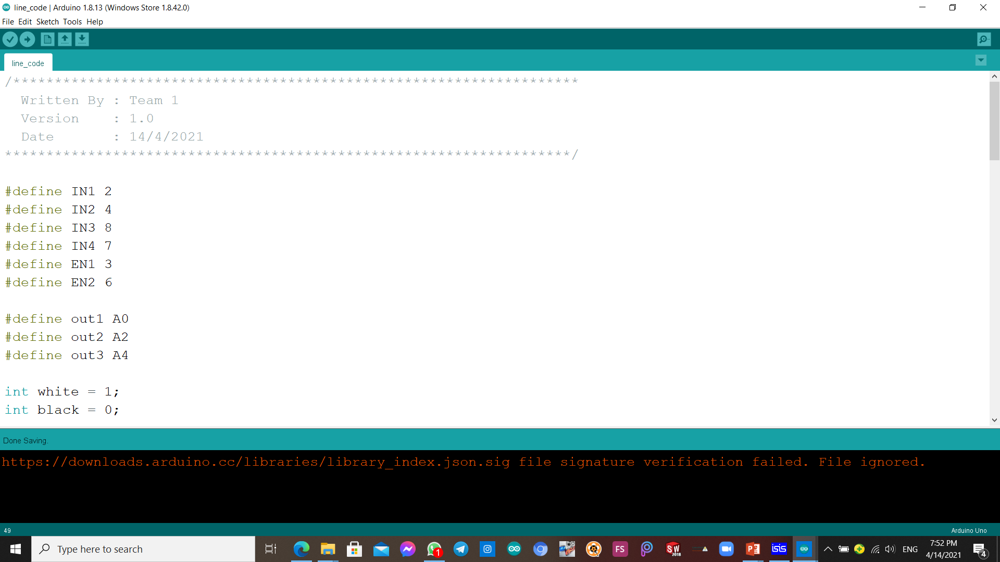 line_code | Arduino 1.8.13 (Windows Store 1.8.42.0)
File Edit Sketch Tools Help
line_code
/*********************************************************************
Written By : Team 1
Version : 1.0
Date : 14/4/2021
*********************************************************************/
#define IN1 2
#define IN2 4
#define IN3 8
#define IN4 7
#define EN1 3
#define EN2 6
#define out1 A0
#define out2 A2
#define out3 A4
int white = 1;
int black = 0;
Done Saving.
https://downloads.arduino.cc/libraries/library_index.json.sig file signature verification failed. File ignored.
49
Arduino Uno
Type here to search
1
FS
SW
2018
isis
ENG
7:52 PM
4/14/2021
4